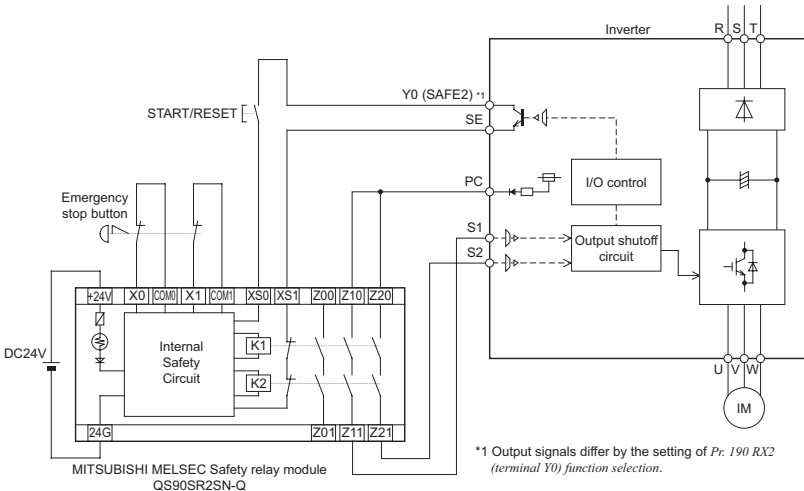 Inverter
R S T
Y0 (SAFE2) *1
START/RESET
SE
PC
I/O control
Emergency
stop button
S1
S2
Output shutoff
circuit
+24V X0 COM0 X1 COM1 XS0 XS1 Z00 Z10 Z20
DC24V
Internal
Safety
Circuit
K1
K2
U V W
IM
24G Z01 Z11 Z21
*1 Output signals differ by the setting of Pr. 190 RX2
(terminal Y0) function selection.
MITSUBISHI MELSEC Safety relay module
QS90SR2SN-Q